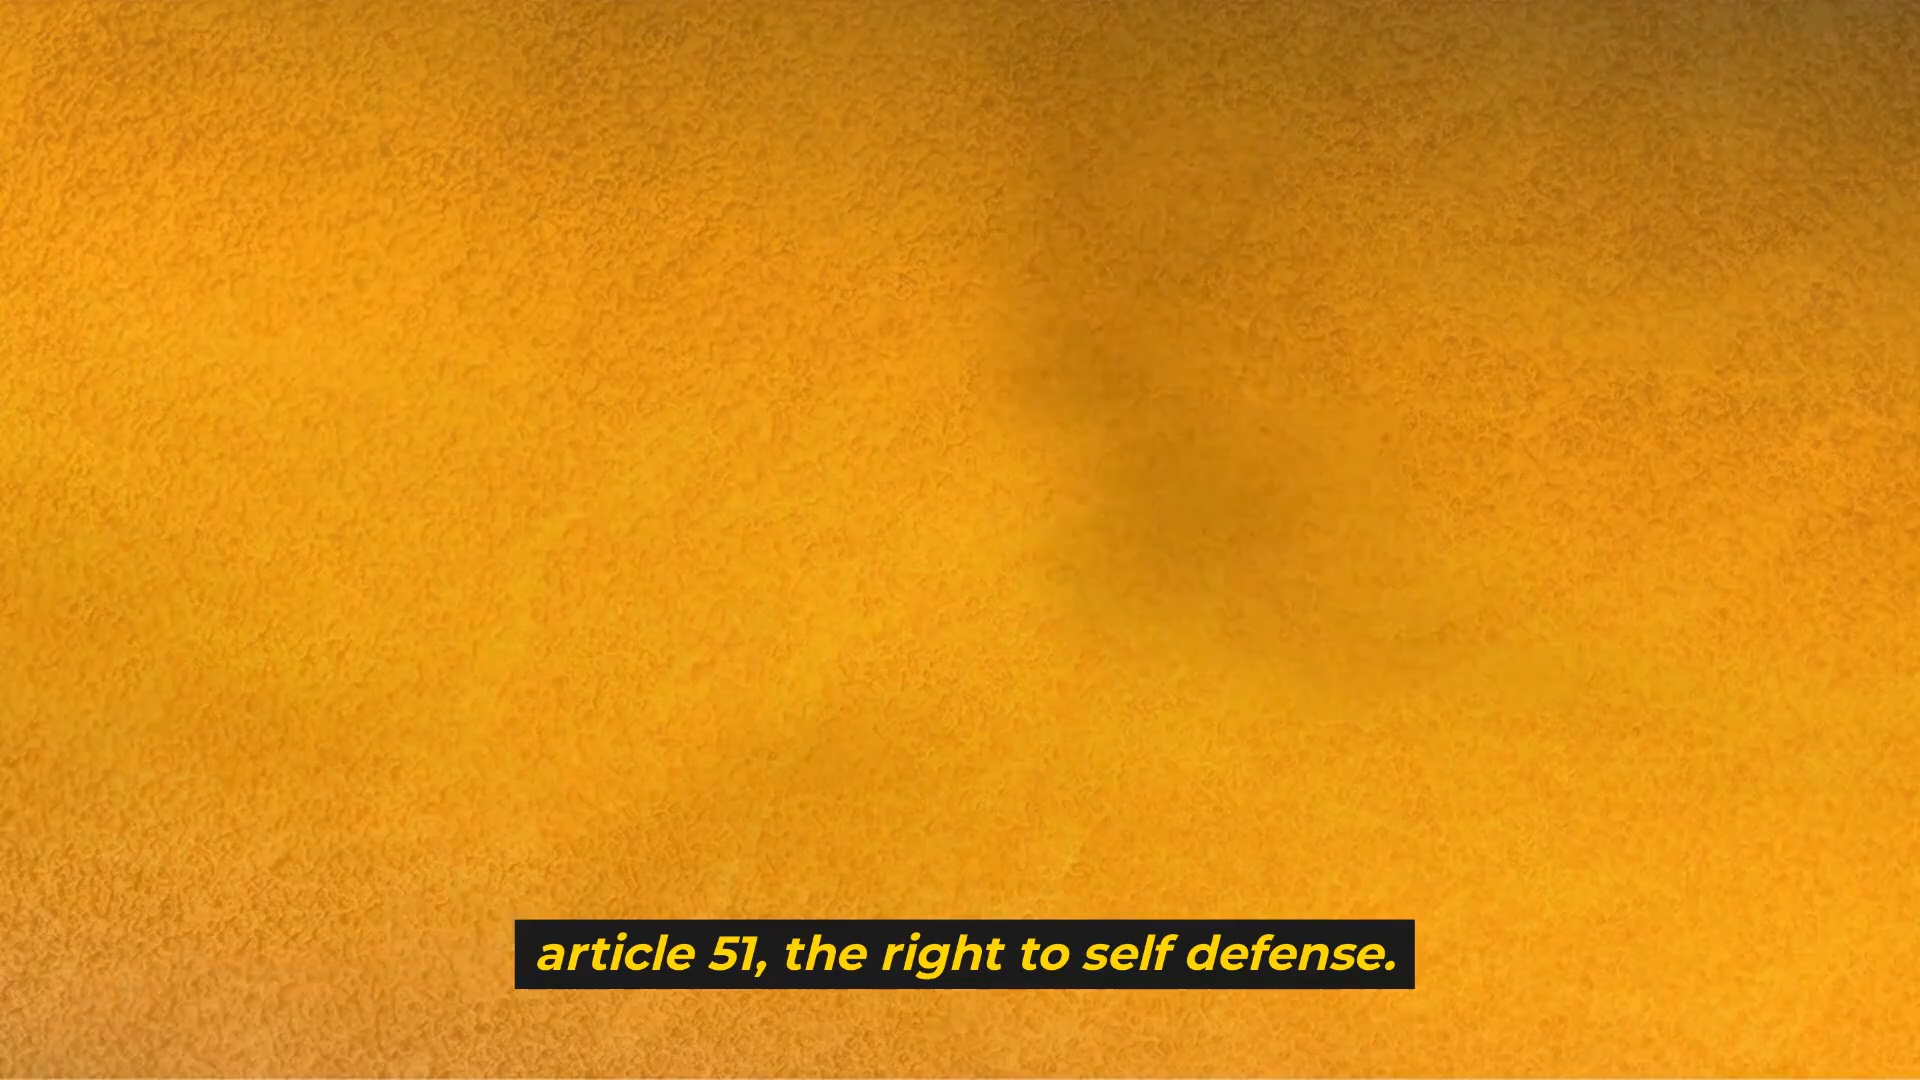 article 51, the right to self defense.